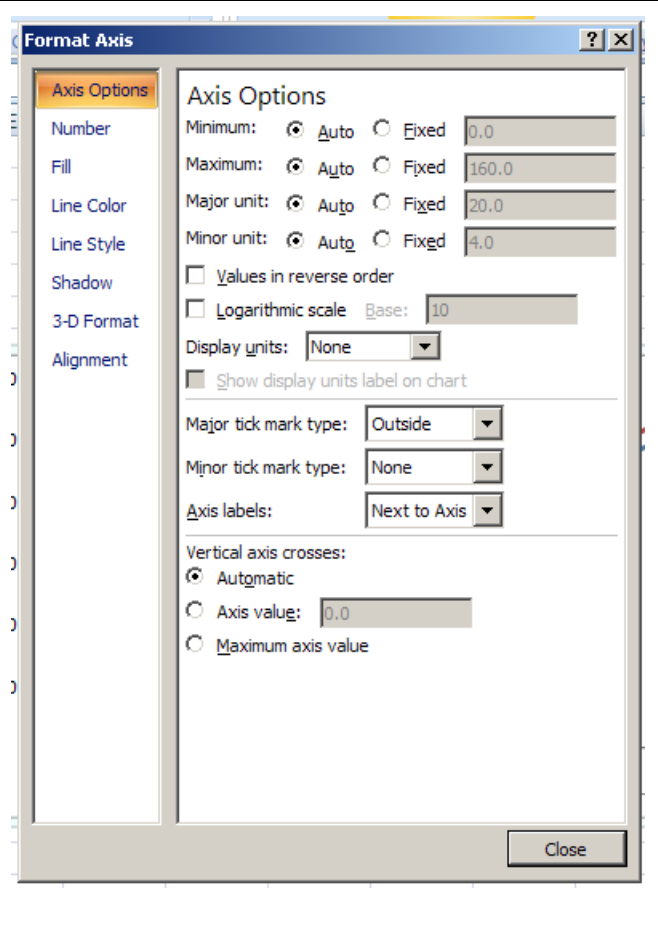 Format Axis
Axis Options
Number
Fill
Line Color
Line Style
Shadow
3-D Format
Alignment
Axis Options
Minimum: Auto Fixed 0.0
Maximum: Auto Fixed 160.0
Major unit: Auto Fixed 20.0
Minor unit: Auto Fixed 4.0
Values in reverse order
Logarithmic scale Base: 10
Display units: None
Show display units label on chart
Major tick mark type: Outside
Minor tick mark type: None
Axis labels: Next to Axis
Vertical axis crosses:
Automatic
Axis value: 0.0
Maximum axis value
Close